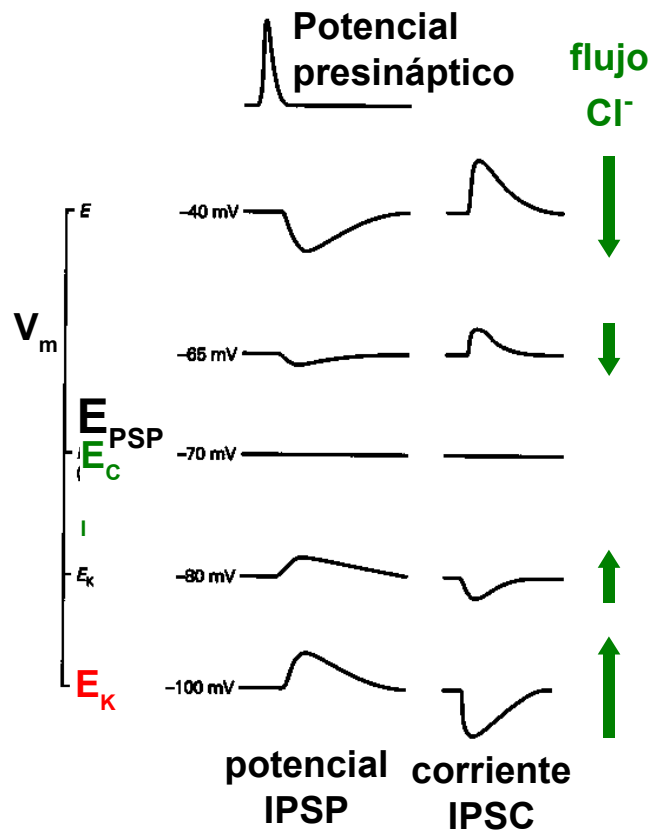 Potencial
presináptico
flujo
Cl⁻
E
–40 mV
Vm
–65 mV
EPSP
EC
–70 mV
l
EK
–80 mV
EK
–100 mV
potencial
IPSP
corriente
IPSC